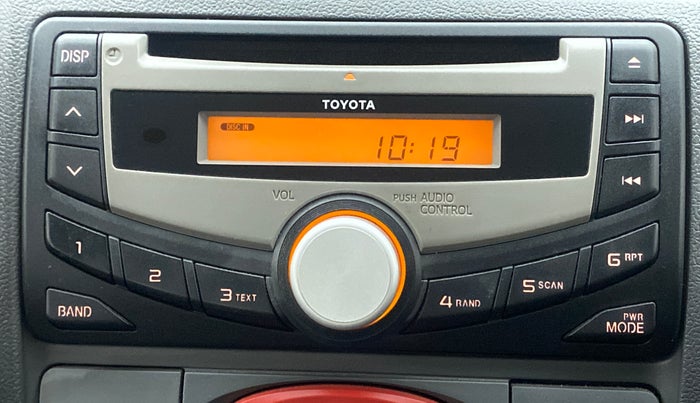 DISP
TOYOTA
DISC IN
10:19
VOL
PUSH AUDIO
CONTROL
1
2
3 TEXT
4 RAND
5 SCAN
6 RPT
BAND
PWR
MODE